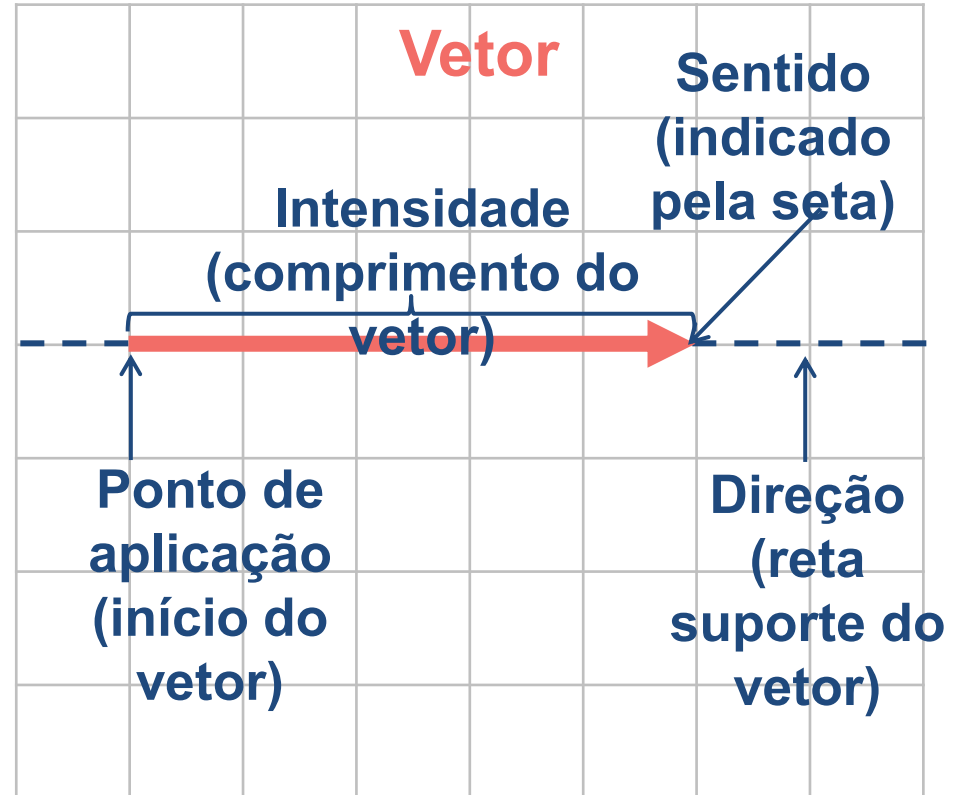 Vetor
Sentido
(indicado
pela seta)
Intensidade
(comprimento do
vetor)
Ponto de
aplicação
(início do
vetor)
Direção
(reta
suporte do
vetor)